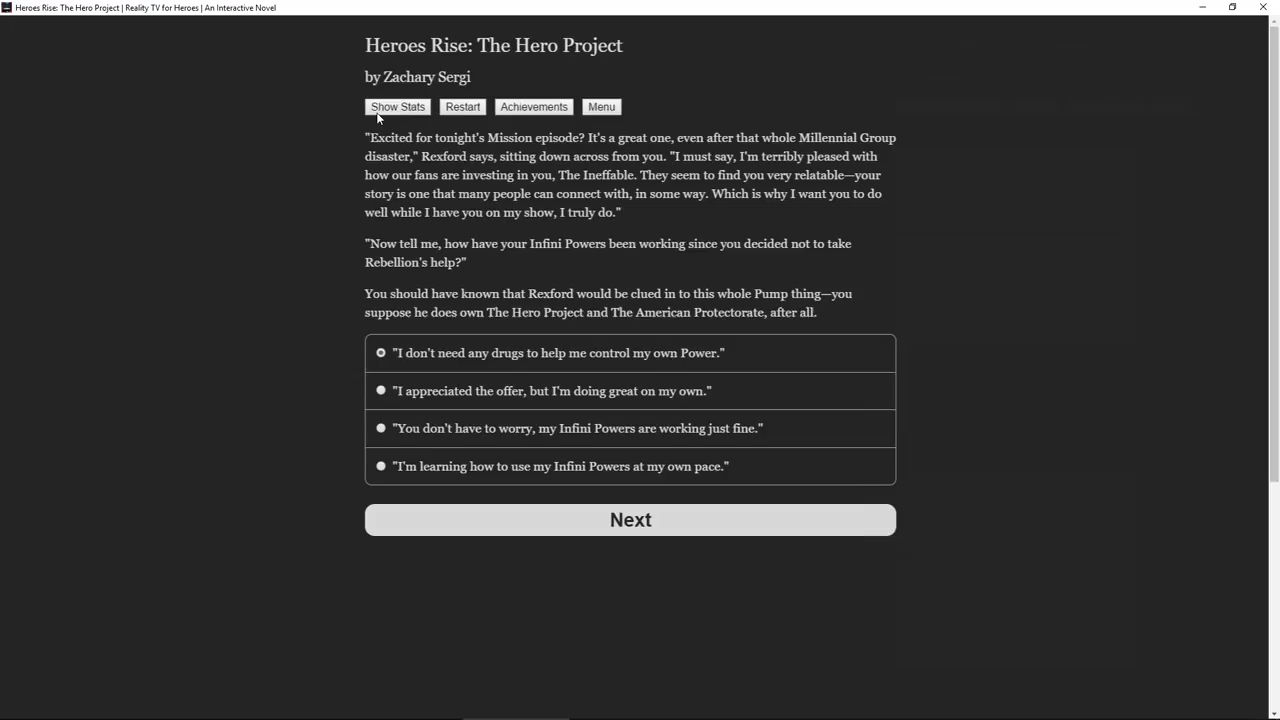 Heroes Rise: The Hero Project | Reality TV for Heroes | An Interactive Novel
Heroes Rise: The Hero Project
by Zachary Sergi
Show Stats Restart Achievements Menu
"Excited for tonight's Mission episode? It's a great one, even after that whole Millennial Group
disaster," Rexford says, sitting down across from you. "I must say, I'm terribly pleased with
how our fans are investing in you, The Ineffable. They seem to find you very relatable—your
story is one that many people can connect with, in some way. Which is why I want you to do
well while I have you on my show, I truly do."
"Now tell me, how have your Infini Powers been working since you decided not to take
Rebellion's help?"
You should have known that Rexford would be clued in to this whole Pump thing—you
suppose he does own The Hero Project and The American Protectorate, after all.
"I don't need any drugs to help me control my own Power."
"I appreciated the offer, but I'm doing great on my own."
"You don't have to worry, my Infini Powers are working just fine."
"I'm learning how to use my Infini Powers at my own pace."
Next